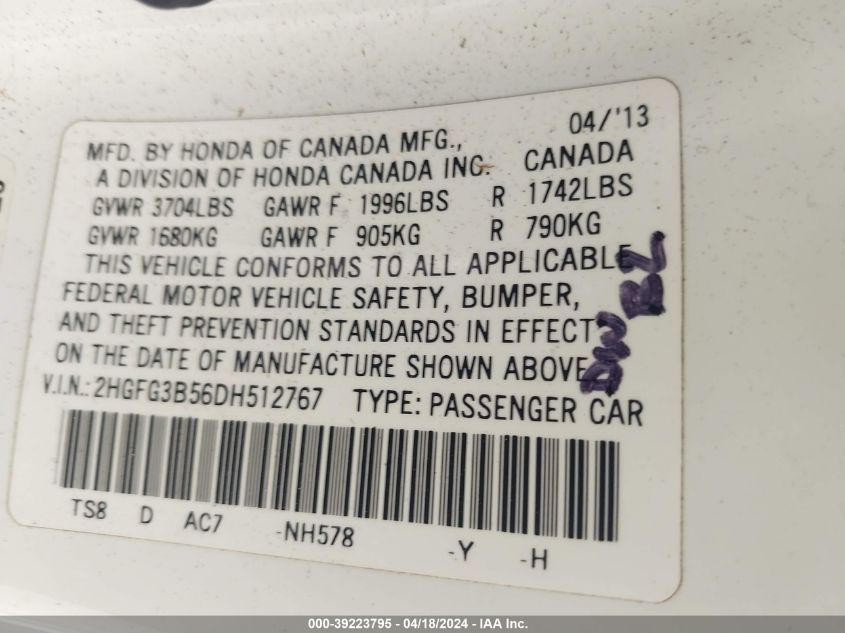 04/'13
MFD. BY HONDA OF CANADA MFG.,
A DIVISION OF HONDA CANADA INC. CANADA
GVWR 3704LBS GAWR F 1996LBS R 1742LBS
GVWR 1680KG GAWR F 905KG R 790KG
THIS VEHICLE CONFORMS TO ALL APPLICABLE
FEDERAL MOTOR VEHICLE SAFETY, BUMPER,
AND THEFT PREVENTION STANDARDS IN EFFECT
ON THE DATE OF MANUFACTURE SHOWN ABOVE
V.I.N.: 2HGFG3B56DH512767 TYPE: PASSENGER CAR
TS8 D AC7 -NH578 -Y -H
000-39223795 - 04/18/2024 - IAA Inc.